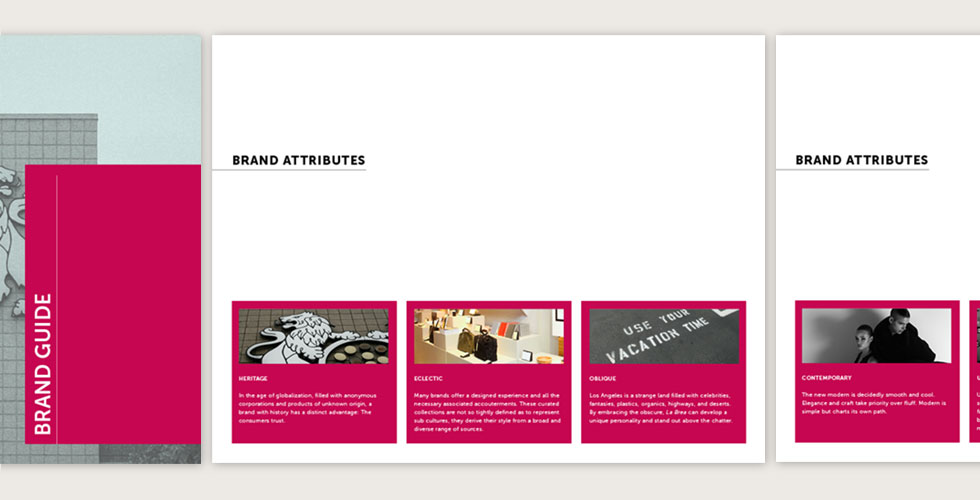 BRAND GUIDE
BRAND ATTRIBUTES
HERITAGE
In the age of globalization, filled with anonymous
corporations and products of unknown origin, a
brand with history has a distinct advantage: The
consumers trust.
ECLECTIC
Many brands offer a designed experience and all the
necessary associated accouterments. These curated
collections are not so tightly defined as to represent
sub cultures, they derive their style from a broad and
diverse range of sources.
USE YOUR
VACATION TIME
OBLIQUE
Los Angeles is a strange land filled with celebrities,
fantasies, plastics, organics, highways, and deserts.
By embracing the obscure, La Brea can develop a
unique personality and stand out above the chatter.
BRAND ATTRIBUTES
CONTEMPORARY
The new modern is decidedly smooth and cool.
Elegance and craft take priority over fluff. Modern is
simple but charts its own path.